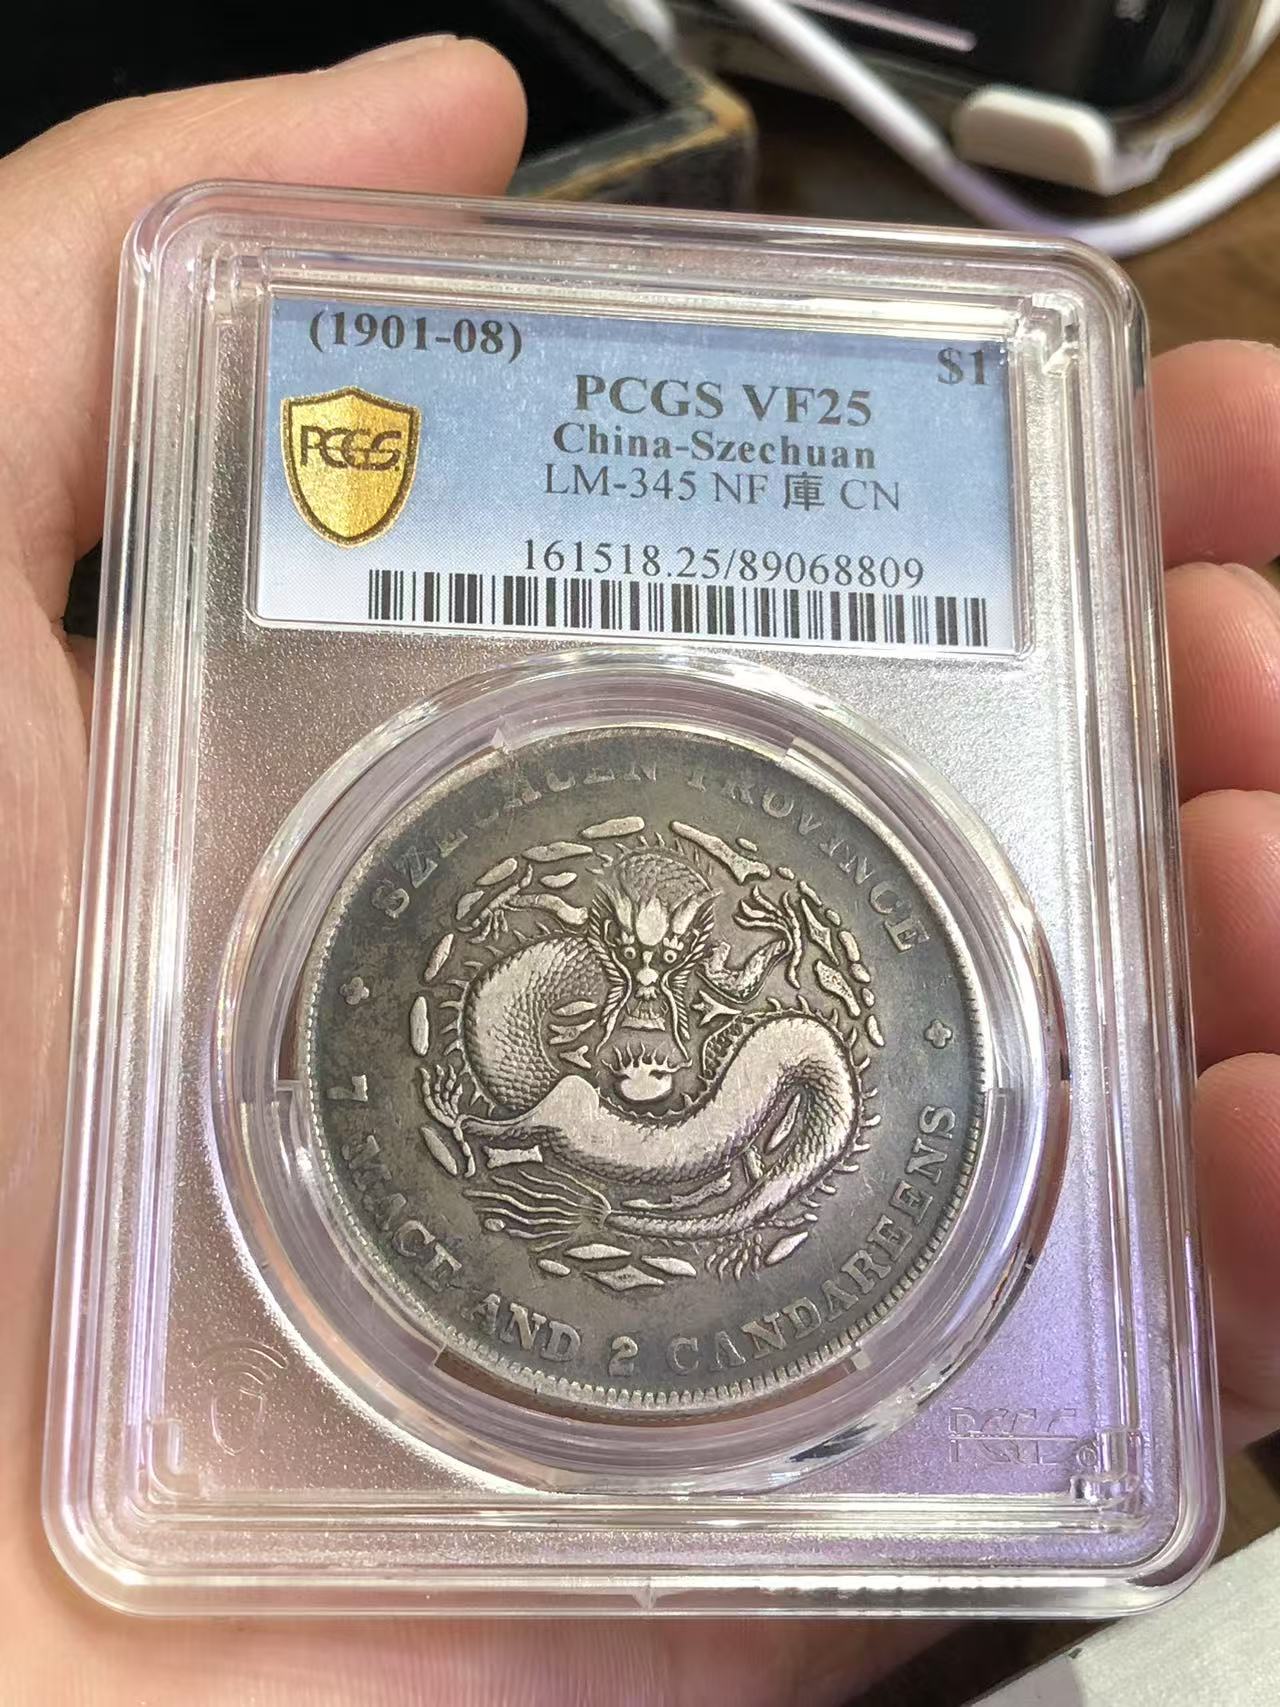 (1901-08)
$1
PCGS VF25
China-Szechuan
LM-345 NF 庫 CN
161518.25/89068809
PCGS
SZECHUEN PROVINCE
7 MACE AND 2 CANDAREENS
PCGS